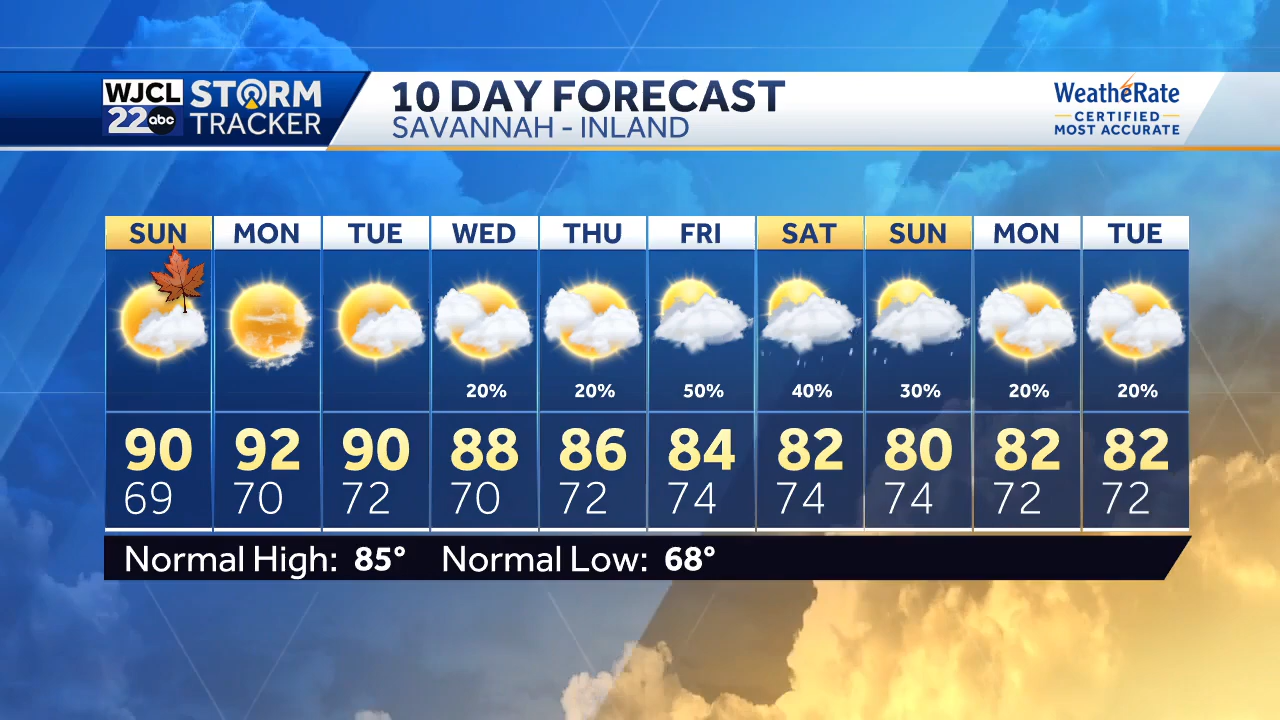 WJCL
22 abc
STORM
TRACKER
10 DAY FORECAST
SAVANNAH - INLAND
WeatheRate
CERTIFIED
MOST ACCURATE
SUN MON TUE WED THU FRI SAT SUN MON TUE
20% 20% 50% 40% 30% 20% 20%
90 92 90 88 86 84 82 80 82 82
69 70 72 70 72 74 74 74 72 72
Normal High: 85° Normal Low: 68°